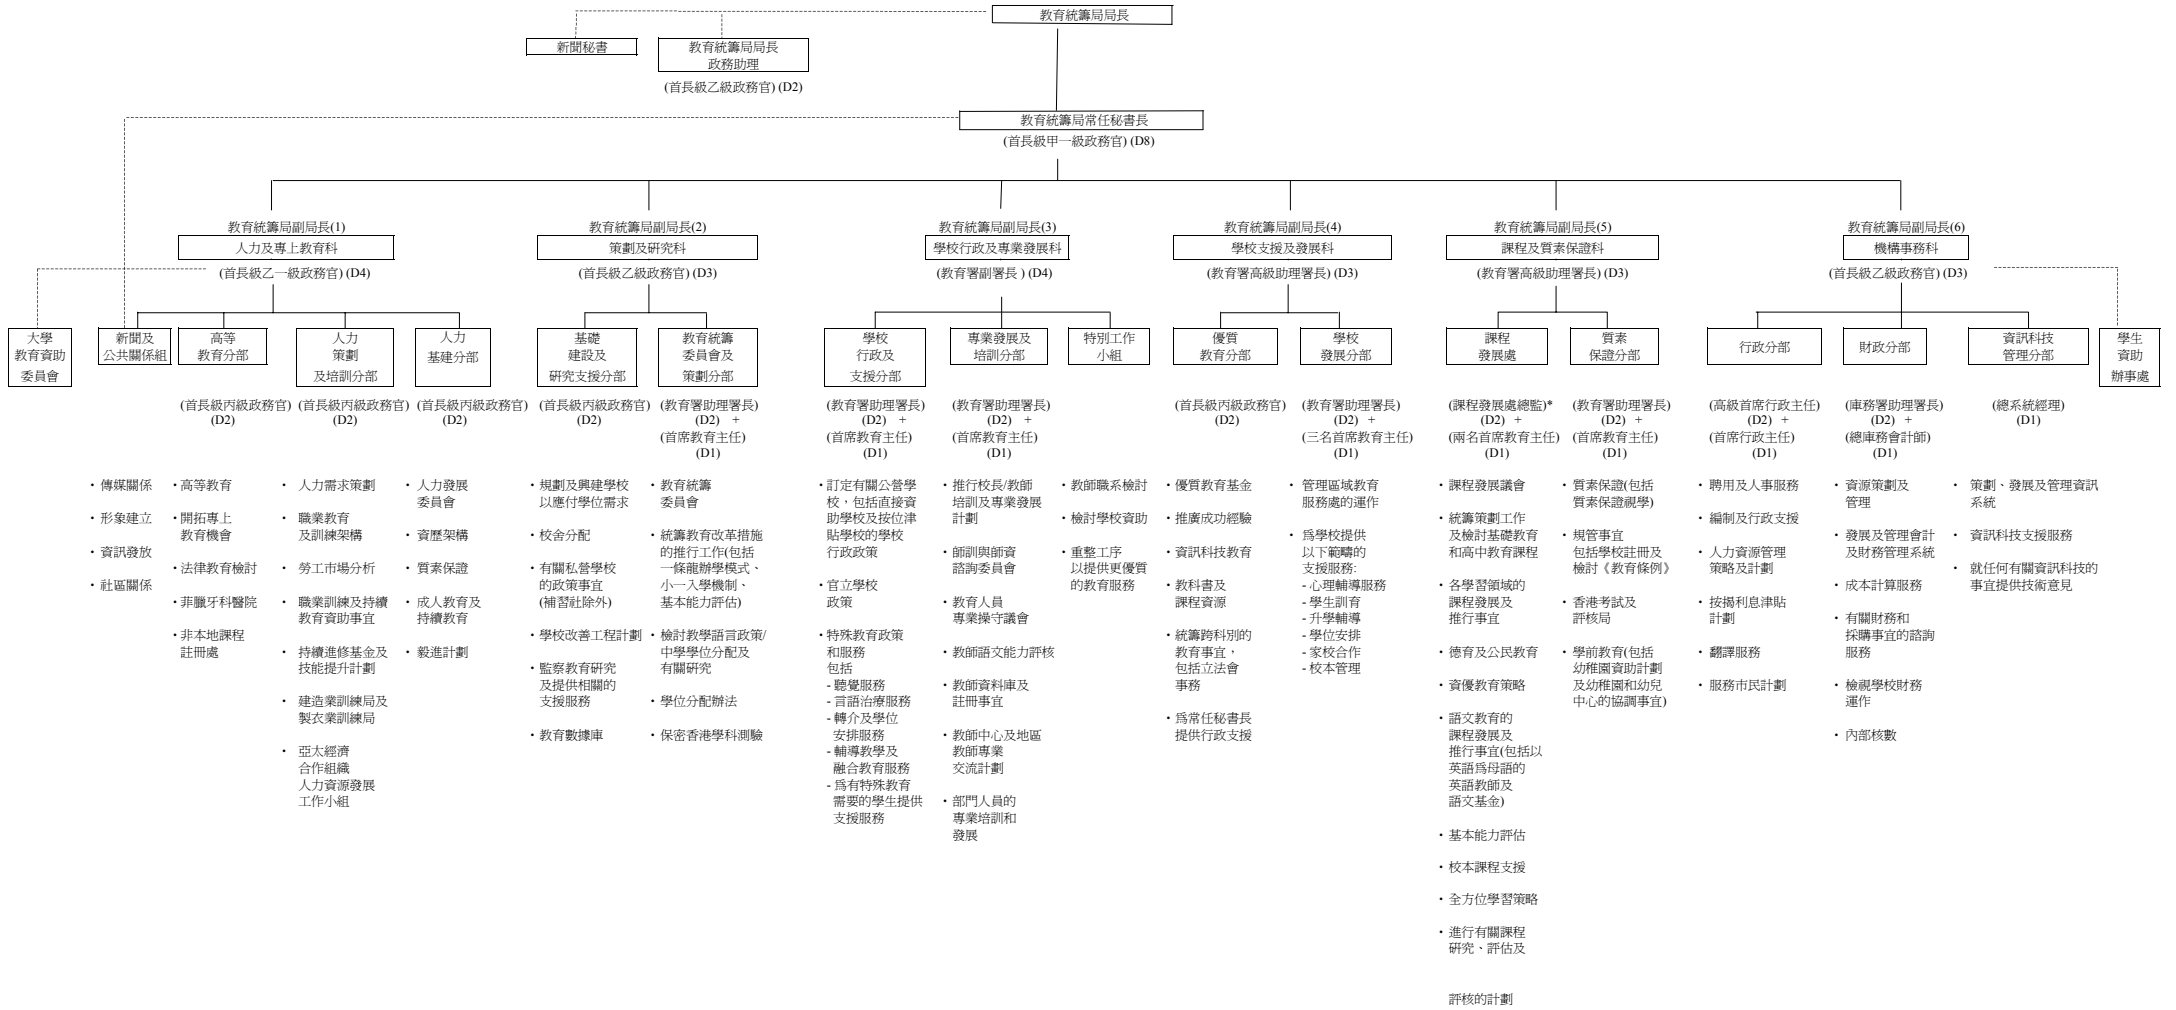 教育統籌局局長
新聞秘書
教育統籌局局長
政務助理
(首長級乙級政務官) (D2)
教育統籌局常任秘書長
(首長級甲一級政務官) (D8)
教育統籌局副局長(1)
人力及專上教育科
(首長級乙一級政務官) (D4)
教育統籌局副局長(2)
策劃及研究科
(首長級乙級政務官) (D3)
教育統籌局副局長(3)
學校行政及專業發展科
(教育署副署長 ) (D4)
教育統籌局副局長(4)
學校支援及發展科
(教育署高級助理署長) (D3)
教育統籌局副局長(5)
課程及質素保證科
(教育署高級助理署長) (D3)
教育統籌局副局長(6)
機構事務科
(首長級乙級政務官) (D3)
大學
教育資助
委員會
新聞及
公共關係組
・傳媒關係
・形象建立
・資訊發放
・社區關係
高等
教育分部
(首長級丙級政務官)
(D2)
・高等教育
・開拓專上
教育機會
・法律教育檢討
・菲臘牙科醫院
・非本地課程
註冊處
人力
策劃
及培訓分部
(首長級丙級政務官)
(D2)
・ 人力需求策劃
・ 職業教育
及訓練架構
・ 勞工市場分析
・ 職業訓練及持續
教育資助事宜
・ 持續進修基金及
技能提升計劃
・ 建造業訓練局及
製衣業訓練局
・ 亞太經濟
合作組織
人力資源發展
工作小組
人力
基建分部
(首長級丙級政務官)
(D2)
・ 人力發展
委員會
・ 資歷架構
・ 質素保證
・ 成人教育及
持續教育
・ 毅進計劃
基礎
建設及
研究支援分部
(首長級丙級政務官)
(D2)
・規劃及興建學校
以應付學位需求
・校舍分配
・有關私營學校
的政策事宜
(補習社除外)
・學校改善工程計劃
・監察教育研究
及提供相關的
支援服務
・教育數據庫
教育統籌
委員會及
策劃分部
(教育署助理署長)
(D2) +
(首席教育主任)
(D1)
・教育統籌
委員會
・統籌教育改革措施
的推行工作(包括
一條龍辦學模式、
小一入學機制、
基本能力評估)
・檢討教學語言政策/
中學學位分配及
有關研究
・學位分配辦法
・保密香港學科測驗
學校
行政及
支援分部
(教育署助理署長)
(D2) +
(首席教育主任)
(D1)
・訂定有關公營學
校，包括直接資
助學校及按位津
貼學校的學校
行政政策
・官立學校
政策
・特殊教育政策
和服務
包括
- 聽覺服務
- 言語治療服務
- 轉介及學位
安排服務
- 輔導教學及
融合教育服務
- 爲有特殊教育
需要的學生提供
支援服務
專業發展及
培訓分部
(教育署助理署長)
(D2) +
(首席教育主任)
(D1)
・推行校長/教師
培訓及專業發展
計劃
・師訓與師資
諮詢委員會
・教育人員
專業操守議會
・教師語文能力評核
・教師資料庫及
註冊事宜
・教師中心及地區
教師專業
交流計劃
・部門人員的
專業培訓和
發展
特別工作
小組
・教師職系檢討
・檢討學校資助
・重整工序
以提供更優質
的教育服務
優質
教育分部
(首長級丙級政務官)
(D2)
・優質教育基金
・推廣成功經驗
・資訊科技教育
・教科書及
課程資源
・統籌跨科別的
教育事宜，
包括立法會
事務
・爲常任秘書長
提供行政支援
學校
發展分部
(教育署助理署長)
(D2) +
(三名首席教育主任)
(D1)
・ 管理區域教育
服務處的運作
・ 爲學校提供
以下範疇的
支援服務:
- 心理輔導服務
- 學生訓育
- 升學輔導
- 學位安排
- 家校合作
- 校本管理
課程
發展處
(課程發展處總監)*
(D2) +
(兩名首席教育主任)
(D1)
・ 課程發展議會
・ 統籌策劃工作
及檢討基礎教育
和高中教育課程
・ 各學習領域的
課程發展及
推行事宜
・ 德育及公民教育
・ 資優教育策略
・ 語文教育的
課程發展及
推行事宜(包括以
英語爲母語的
英語教師及
語文基金)
・ 基本能力評估
・ 校本課程支援
・ 全方位學習策略
・ 進行有關課程
研究、評估及
評核的計劃
質素
保證分部
(教育署助理署長)
(D2) +
(首席教育主任)
(D1)
・ 質素保證(包括
質素保證視學)
・ 規管事宜
包括學校註冊及
檢討《教育條例》
・ 香港考試及
評核局
・ 學前教育(包括
幼稚園資助計劃
及幼稚園和幼兒
中心的協調事宜)
行政分部
(高級首席行政主任)
(D2) +
(首席行政主任)
(D1)
・ 聘用及人事服務
・ 編制及行政支援
・ 人力資源管理
策略及計劃
・ 按揭利息津貼
計劃
・ 翻譯服務
・ 服務市民計劃
財政分部
(庫務署助理署長)
(D2) +
(總庫務會計師)
(D1)
・ 資源策劃及
管理
・ 發展及管理會計
及財務管理系統
・ 成本計算服務
・ 有關財務和
採購事宜的諮詢
服務
・ 檢視學校財務
運作
・ 內部核數
資訊科技
管理分部
(總系統經理)
(D1)
・ 策劃、發展及管理資訊
系統
・ 資訊科技支援服務
・ 就任何有關資訊科技的
事宜提供技術意見
學生
資助
辦事處